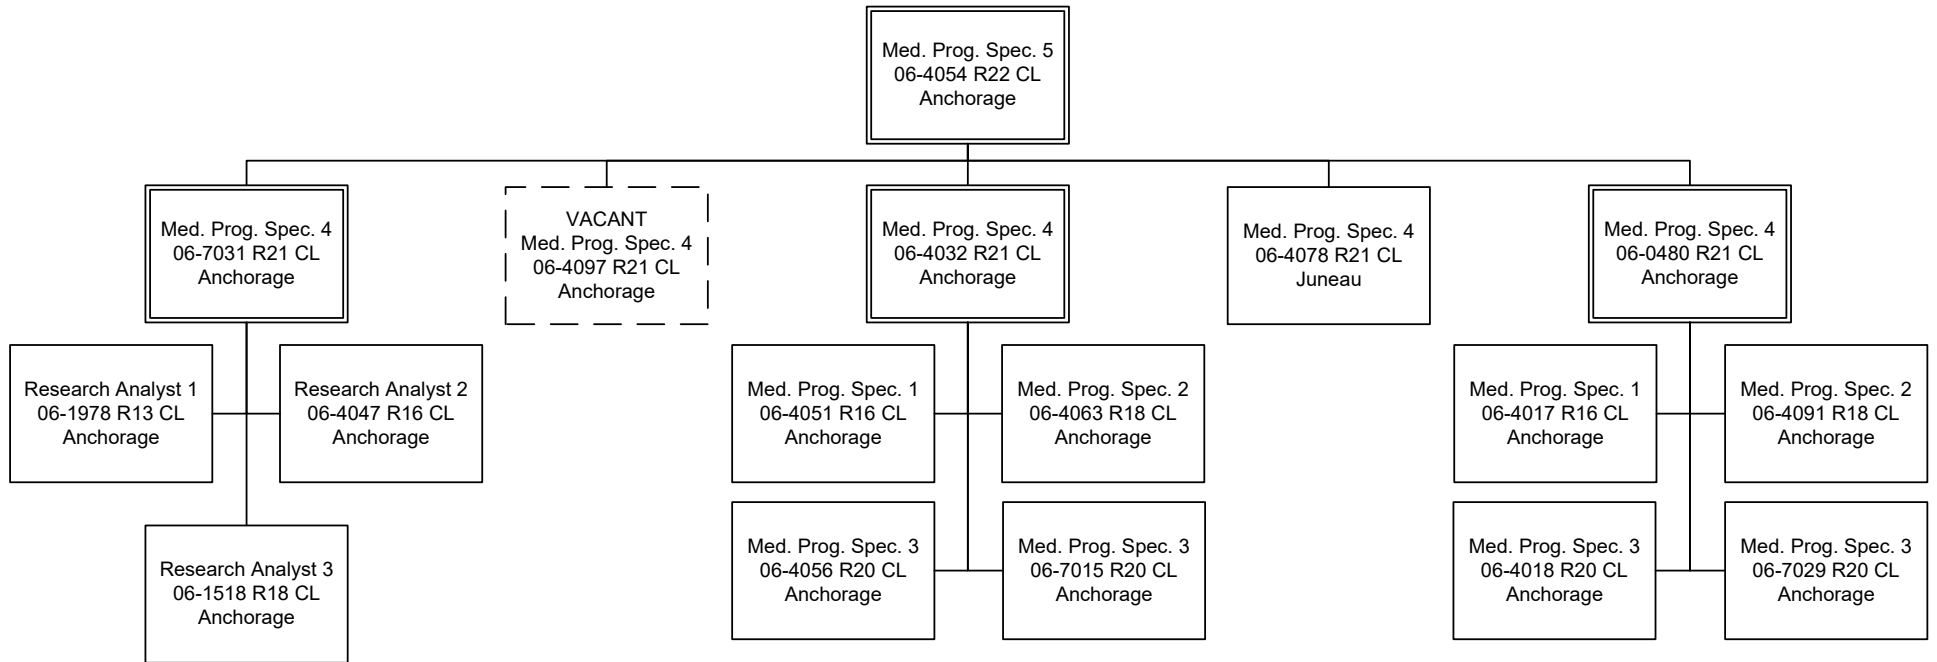 Med. Prog. Spec. 5
06-4054 R22 CL
Anchorage
Med. Prog. Spec. 4
06-7031 R21 CL
Anchorage
VACANT
Med. Prog. Spec. 4
06-4097 R21 CL
Anchorage
Med. Prog. Spec. 4
06-4032 R21 CL
Anchorage
Med. Prog. Spec. 4
06-4078 R21 CL
Juneau
Med. Prog. Spec. 4
06-0480 R21 CL
Anchorage
Research Analyst 1
06-1978 R13 CL
Anchorage
Research Analyst 2
06-4047 R16 CL
Anchorage
Med. Prog. Spec. 1
06-4051 R16 CL
Anchorage
Med. Prog. Spec. 2
06-4063 R18 CL
Anchorage
Med. Prog. Spec. 1
06-4017 R16 CL
Anchorage
Med. Prog. Spec. 2
06-4091 R18 CL
Anchorage
Research Analyst 3
06-1518 R18 CL
Anchorage
Med. Prog. Spec. 3
06-4056 R20 CL
Anchorage
Med. Prog. Spec. 3
06-7015 R20 CL
Anchorage
Med. Prog. Spec. 3
06-4018 R20 CL
Anchorage
Med. Prog. Spec. 3
06-7029 R20 CL
Anchorage